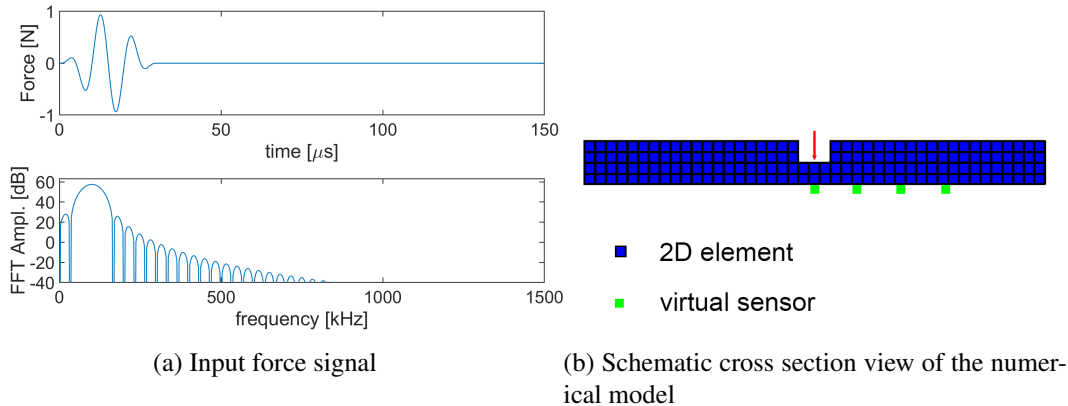 1
0
-1
Force [N]
0
50
100
150
time [μs]
60
40
20
0
-20
-40
FFT Ampl. [dB]
0
500
1000
1500
frequency [kHz]
(a) Input force signal
2D element
virtual sensor
(b) Schematic cross section view of the numer-
ical model